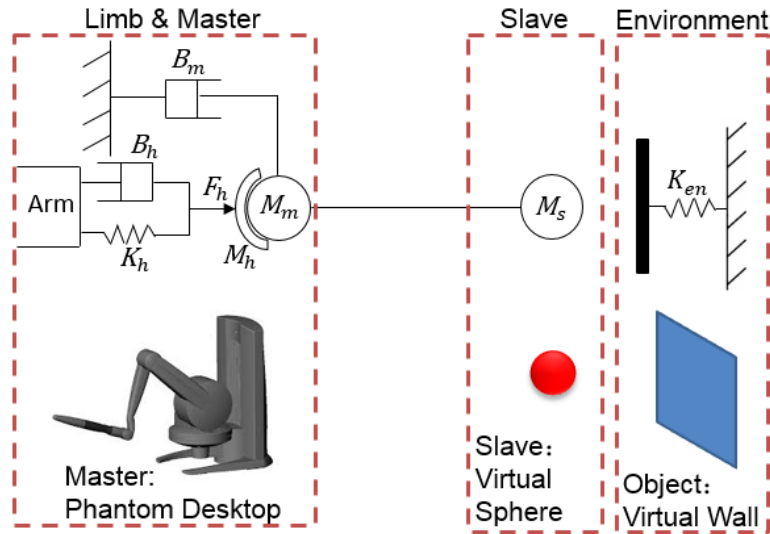 Limb & Master
Slave
Environment
B_m
B_h
F_h
K_en
Arm
M_m
M_s
M_h
K_h
Master:
Phantom Desktop
Slave：
Virtual
Sphere
Object：
Virtual Wall